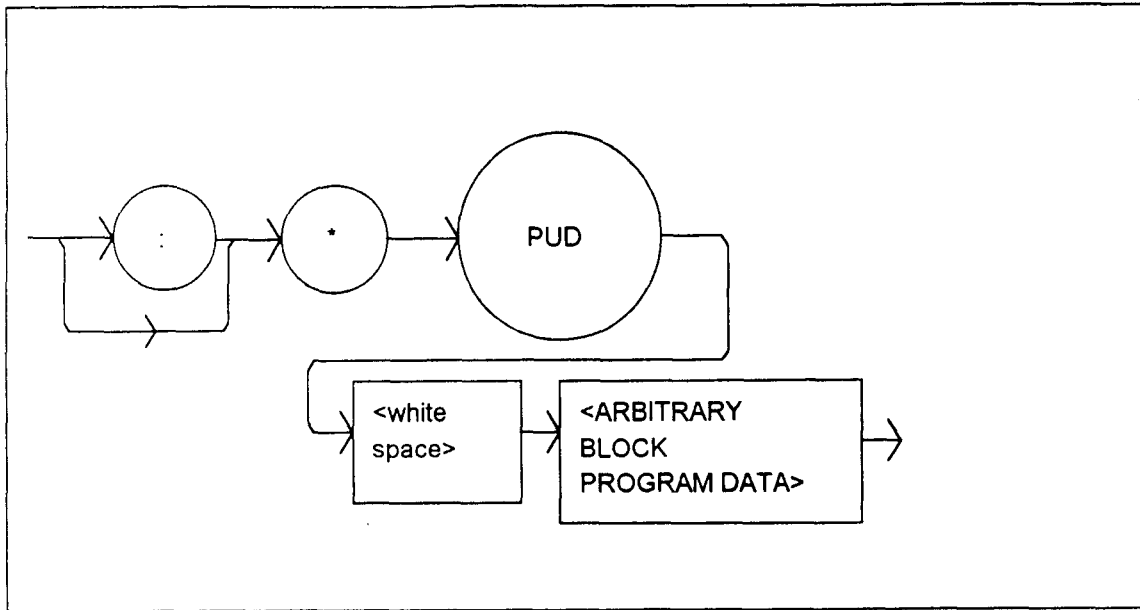 :
*
PUD
<white
space>
<ARBITRARY
BLOCK
PROGRAM DATA>